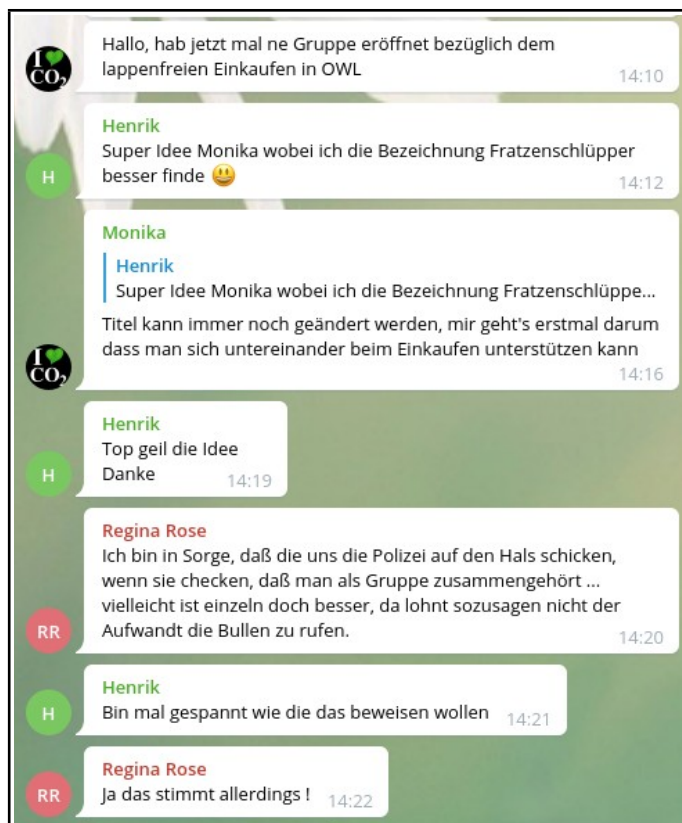 Hallo, hab jetzt mal ne Gruppe eröffnet bezüglich dem
lappenfreien Einkaufen in OWL
14:10
I 💚
CO₂
Henrik
Super Idee Monika wobei ich die Bezeichnung Fratzenschlüpper
besser finde 😃
14:12
H
Monika
Henrik
Super Idee Monika wobei ich die Bezeichnung Fratzenschlüppe...
Titel kann immer noch geändert werden, mir geht's erstmal darum
dass man sich untereinander beim Einkaufen unterstützen kann
14:16
I 💚
CO₂
Henrik
Top geil die Idee
Danke
14:19
H
Regina Rose
Ich bin in Sorge, daß die uns die Polizei auf den Hals schicken,
wenn sie checken, daß man als Gruppe zusammengehört ...
vielleicht ist einzeln doch besser, da lohnt sozusagen nicht der
Aufwandt die Bullen zu rufen.
14:20
RR
Henrik
Bin mal gespannt wie die das beweisen wollen
14:21
H
Regina Rose
Ja das stimmt allerdings !
14:22
RR